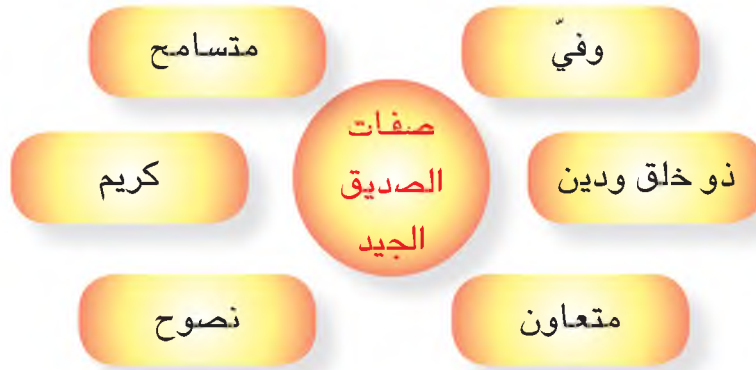 صفات
الصديق
الجيد
وفيّ
متسامح
ذو خلق ودين
كريم
متعاون
نصوح